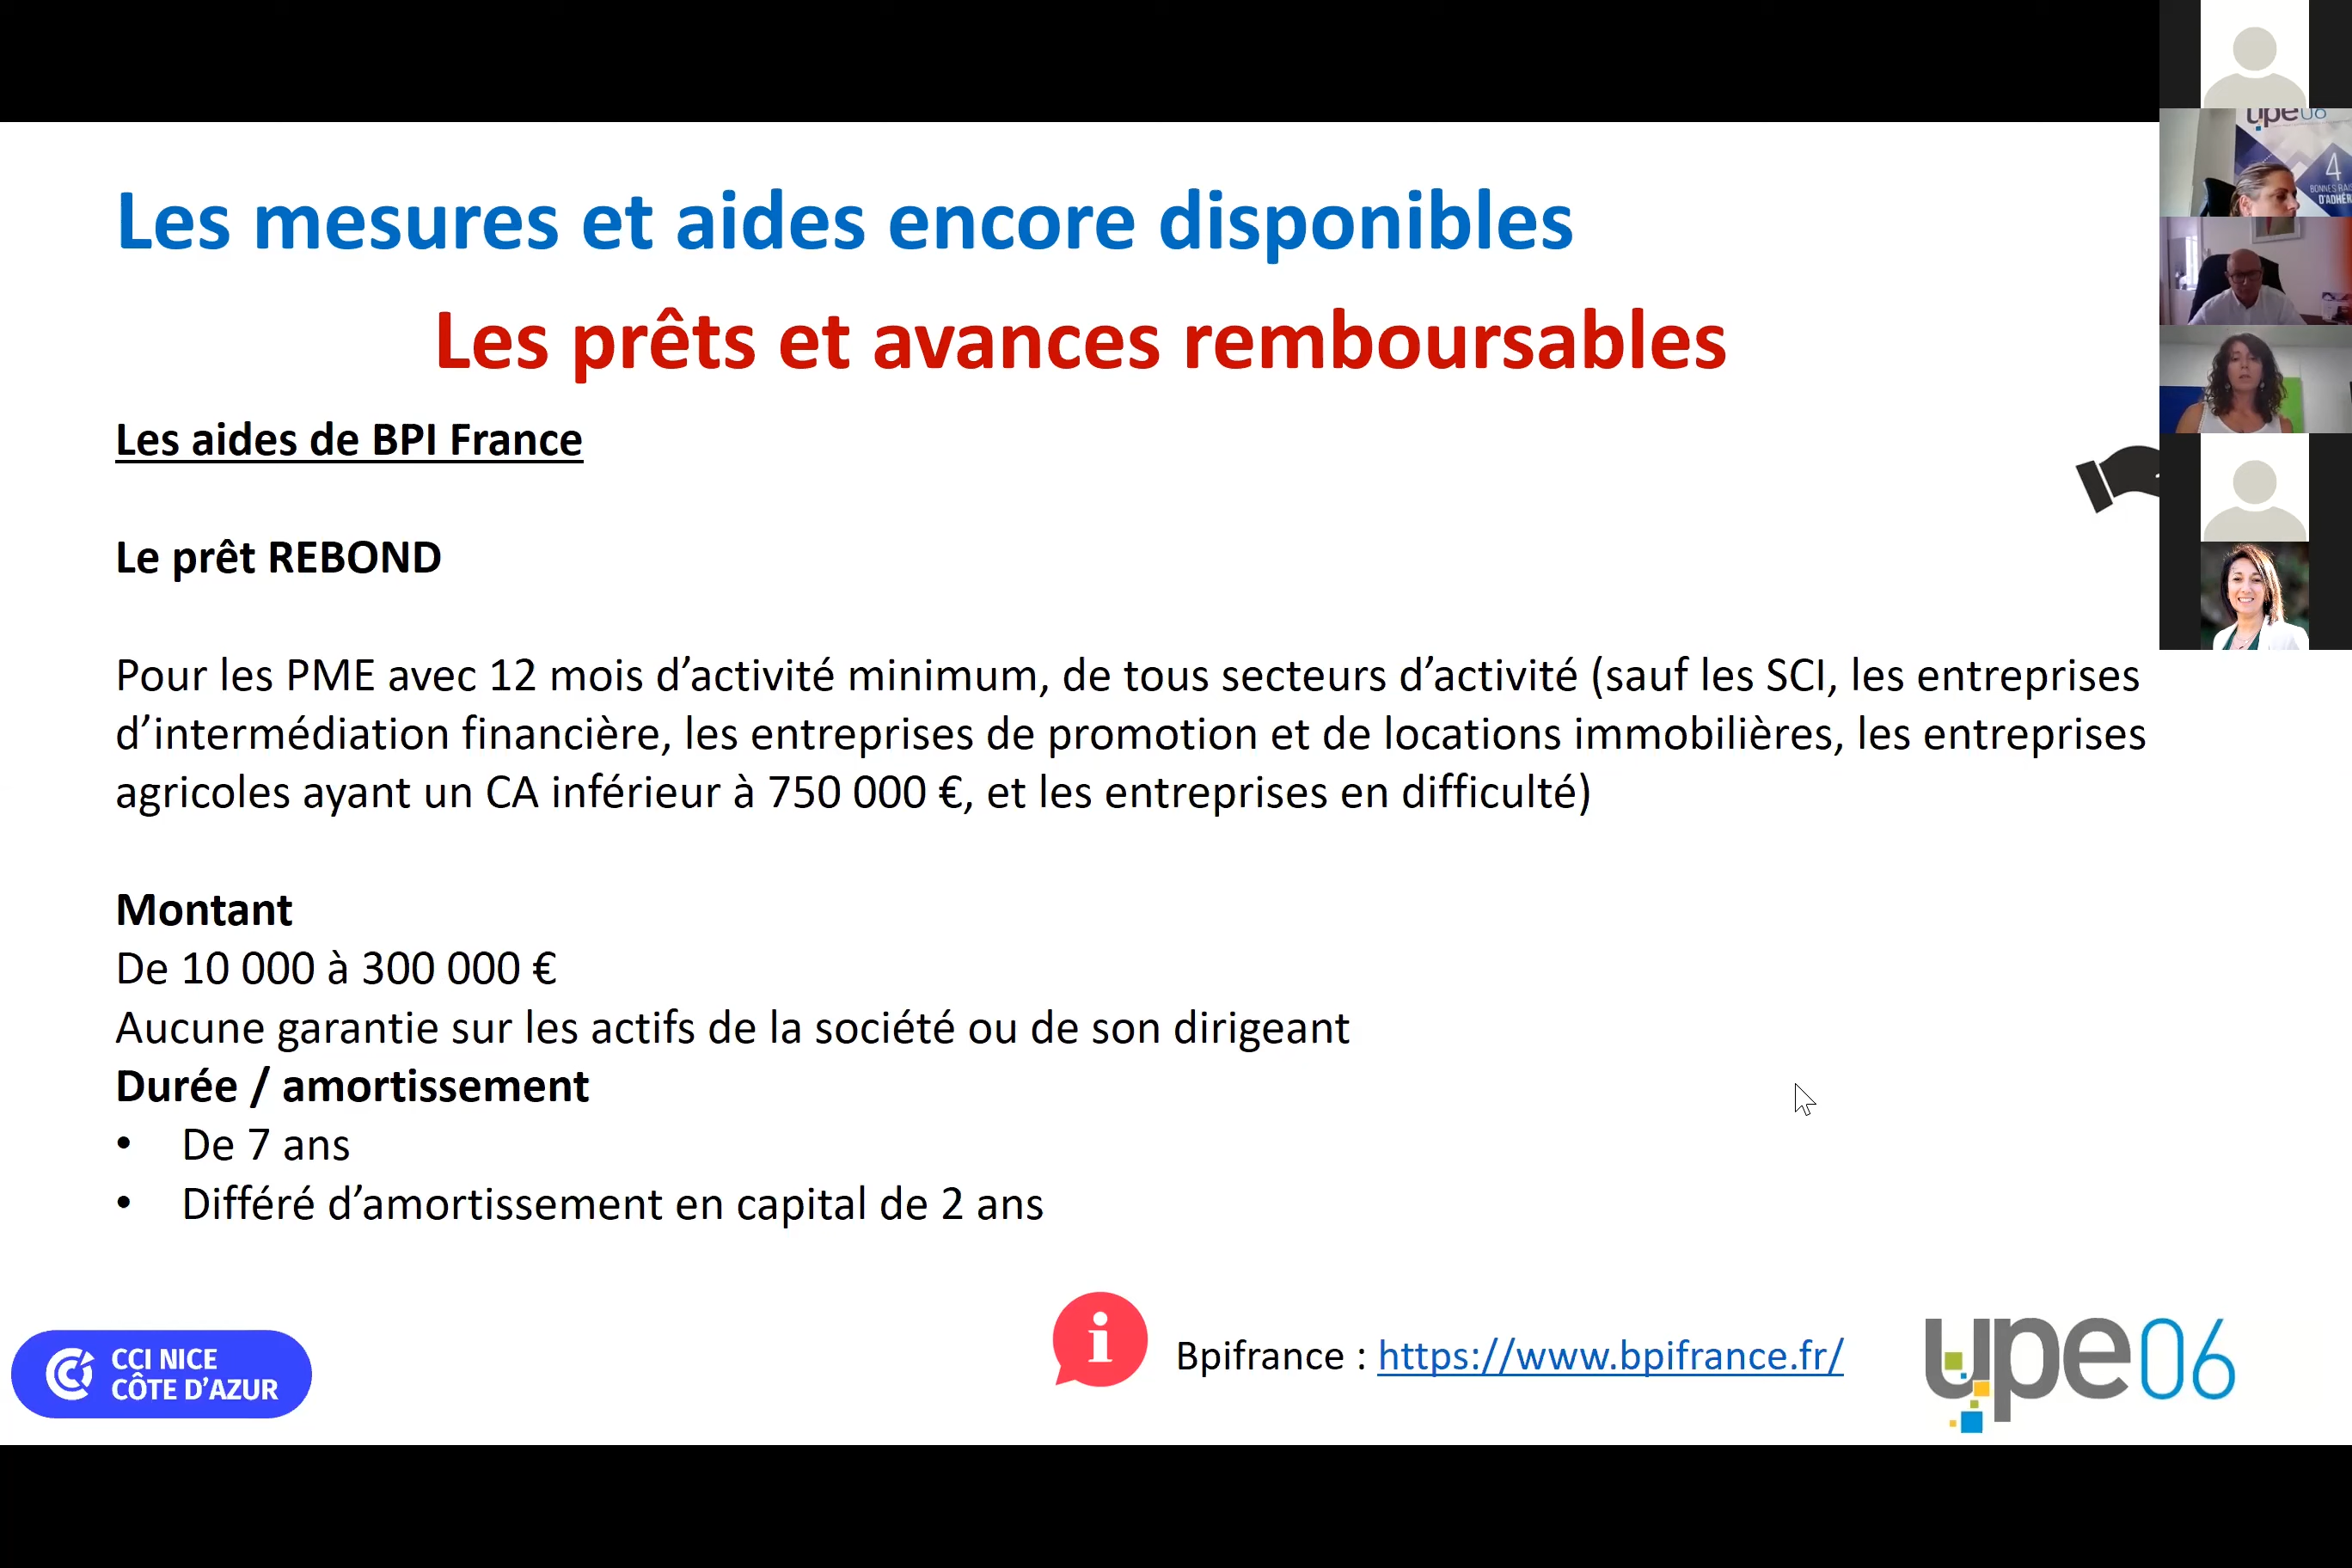 Les mesures et aides encore disponibles
Les prêts et avances remboursables
Les aides de BPI France
Le prêt REBOND
Pour les PME avec 12 mois d’activité minimum, de tous secteurs d’activité (sauf les SCI, les entreprises
d’intermédiation financière, les entreprises de promotion et de locations immobilières, les entreprises
agricoles ayant un CA inférieur à 750 000 €, et les entreprises en difficulté)
Montant
De 10 000 à 300 000 €
Aucune garantie sur les actifs de la société ou de son dirigeant
Durée / amortissement
• De 7 ans
• Différé d’amortissement en capital de 2 ans
Bpifrance : https://www.bpifrance.fr/
CCI NICE
CÔTE D’AZUR
upe06
upe06
4
BONNES